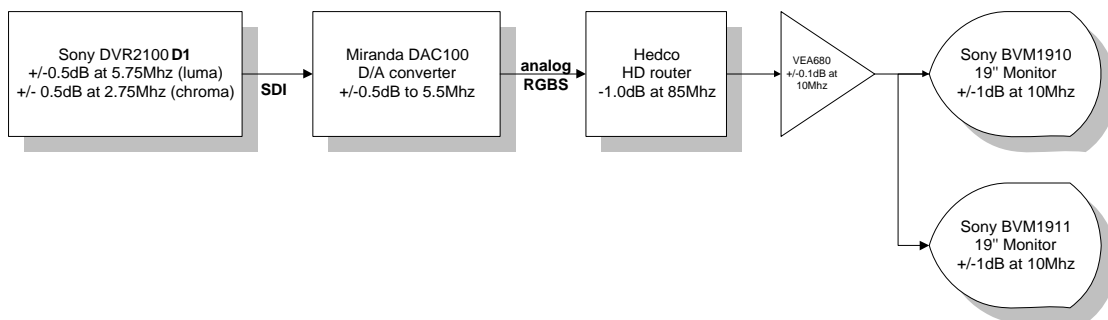 Sony DVR2100 D1
+/-0.5dB at 5.75Mhz (luma)
+/- 0.5dB at 2.75Mhz (chroma)
SDI
Miranda DAC100
D/A converter
+/-0.5dB to 5.5mhz
analog
RGBS
Hedco
HD router
-1.0dB at 85Mhz
VEA680
+/-0.1dB at
10Mhz
Sony BVM1910
19" Monitor
+/-1dB at 10Mhz
Sony BVM1911
19" Monitor
+/-1dB at 10Mhz